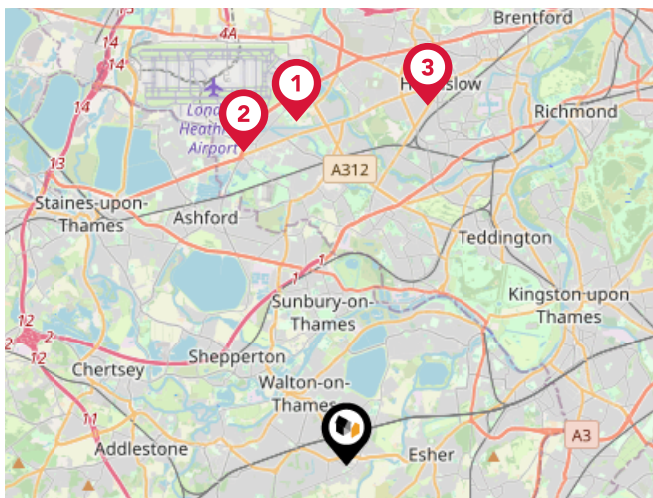 Brentford
4A
14
14
14
1
3
Hounslow
2
London
Heathrow
Airport
Richmond
13
A312
Staines-upon-
Thames
Ashford
Teddington
1
1
Sunbury-on-
Thames
Kingston-upon
Thames
12
2
2
12
Shepperton
Chertsey
Walton-on-
Thames
11
Addlestone
Esher
A3